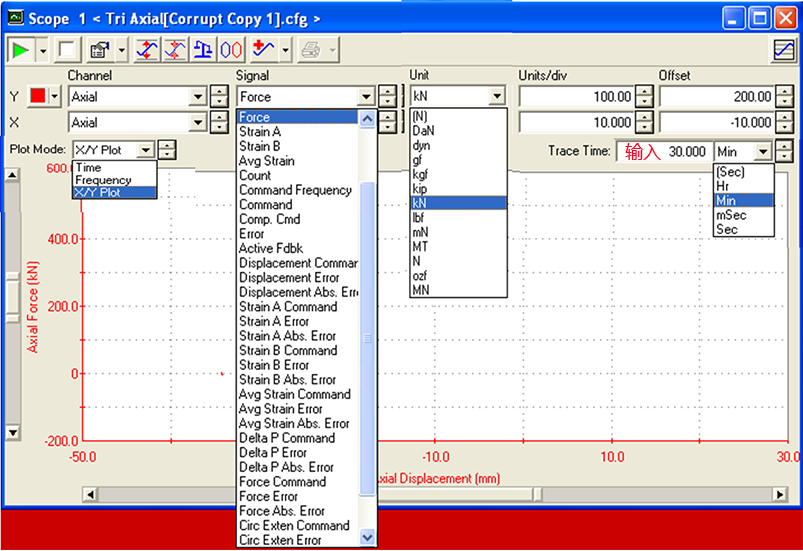 Scope 1 < Tri Axial[Corrupt Copy 1].cfg >
Channel Signal Unit Units/div Offset
Y Axial Force kN 100.00 200.00
X Axial 10.000 -10.000
Plot Mode: X/Y Plot Trace Time: 输入 30.000 Min
Time
Frequency
X/Y Plot
Force
Strain A
Strain B
Avg Strain
Count
Command Frequency
Command
Comp. Cmd
Error
Active Fdbk
Displacement Comman
Displacement Error
Displacement Abs. Err
Strain A Command
Strain A Error
Strain A Abs. Error
Strain B Command
Strain B Error
Strain B Abs. Error
Avg Strain Command
Avg Strain Error
Avg Strain Abs. Error
Delta P Command
Delta P Error
Delta P Abs. Error
Force Command
Force Error
Force Abs. Error
Circ Exten Command
Circ Exten Error
(N)
DaN
dyn
gf
kgf
kip
kN
lbf
mN
MT
N
ozf
MN
(Sec)
Hr
Min
mSec
Sec
600.
400.0
200.0
0
-200.0
Axial Force (kN)
-50.0 -10.0 10.0 30.0
xial Displacement (mm)